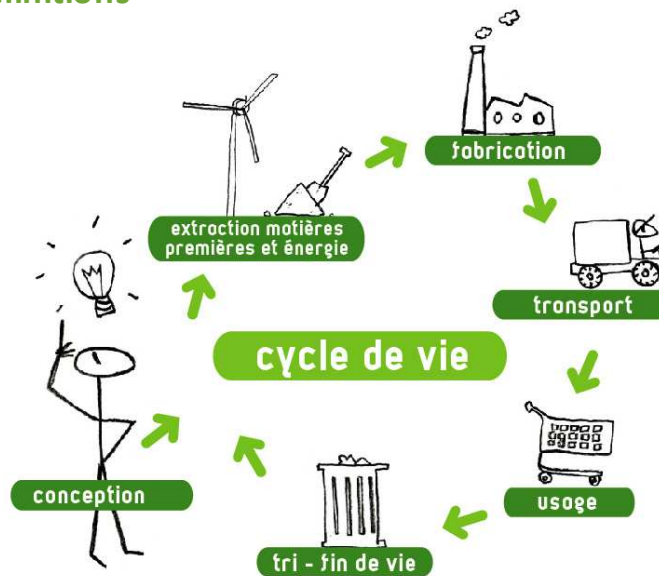 extraction matières
premières et énergie
fabrication
transport
cycle de vie
conception
usage
tri - fin de vie